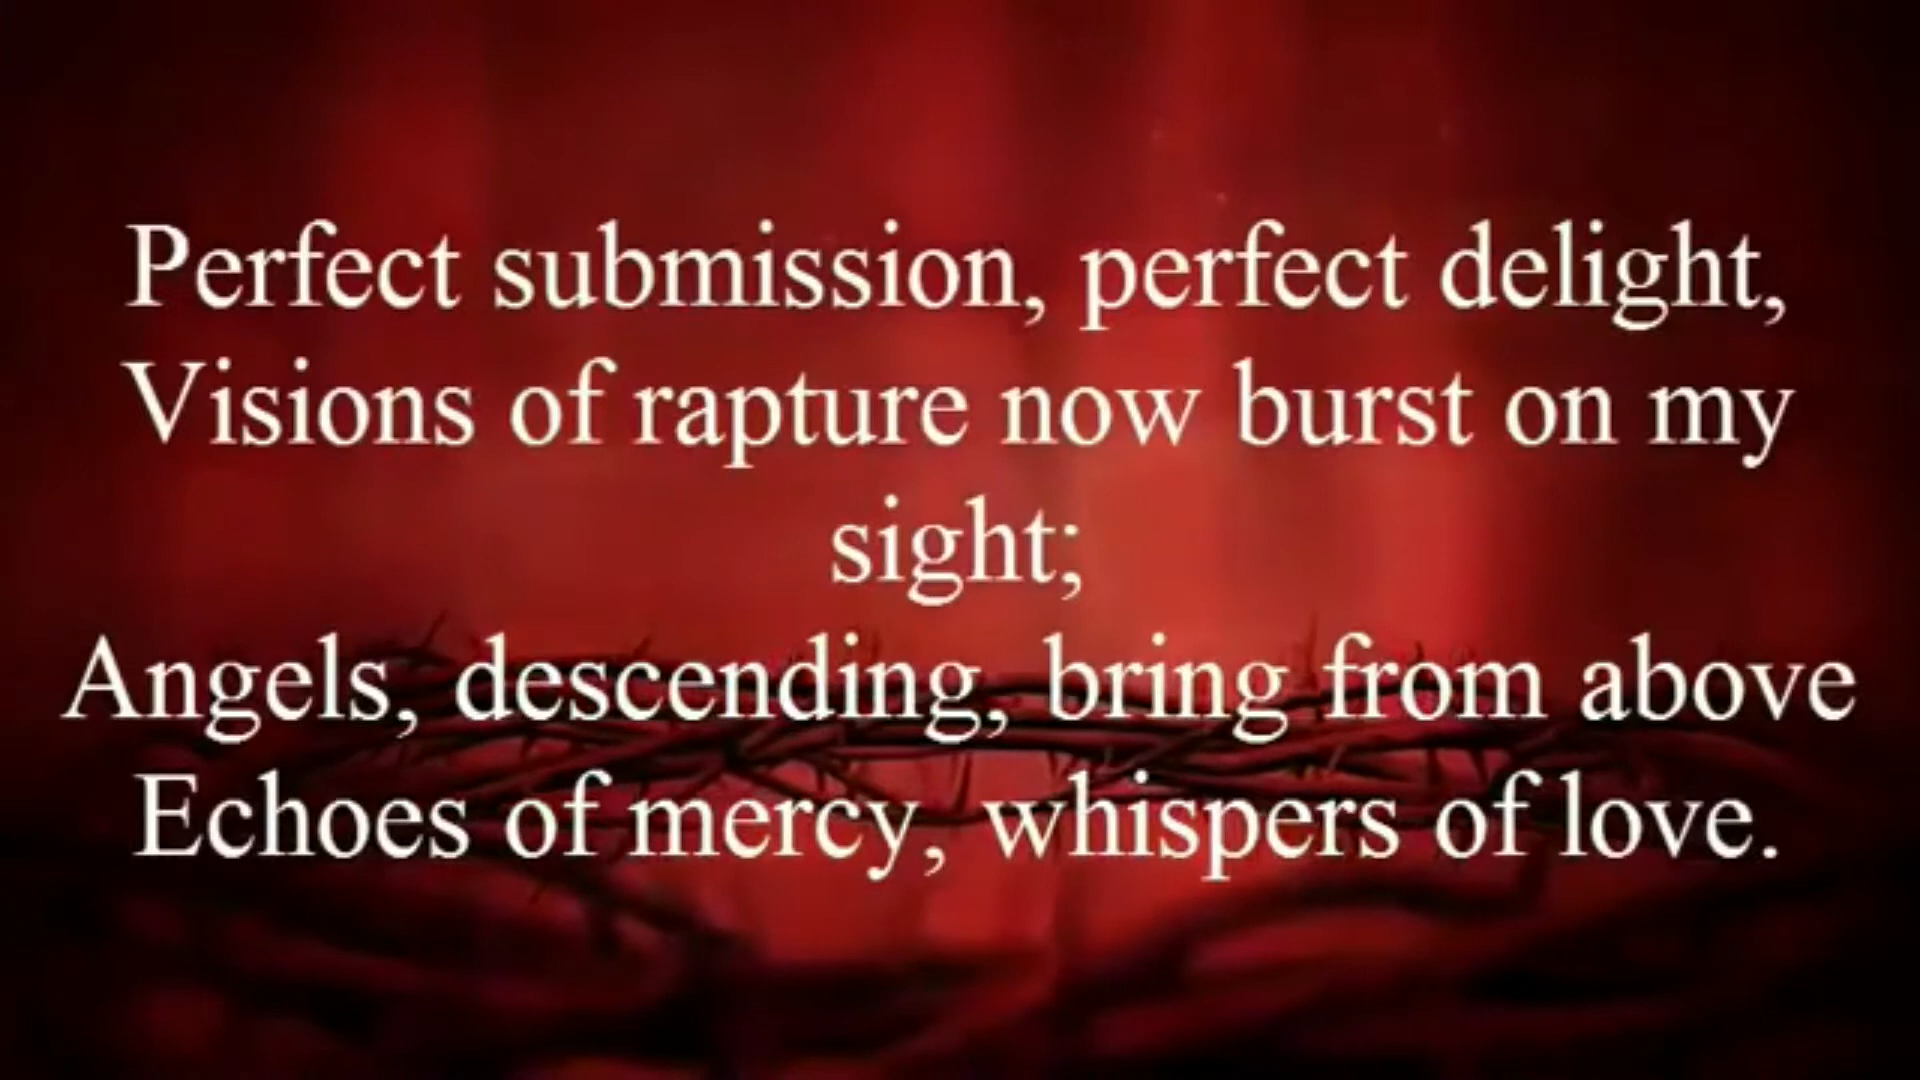 Perfect submission, perfect delight,
Visions of rapture now burst on my
sight;
Angels, descending, bring from above
Echoes of mercy, whispers of love.